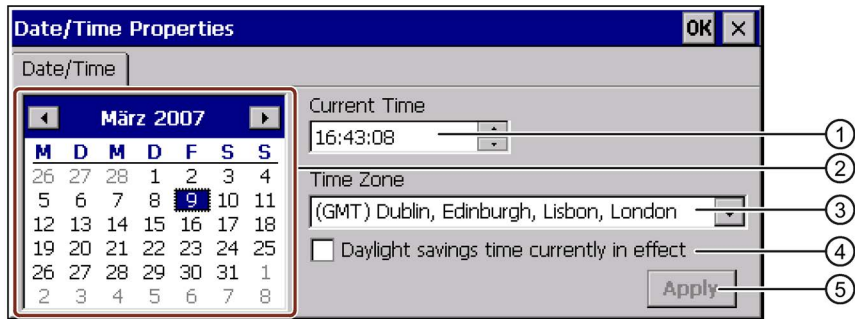 Date/Time Properties OK ×
Date/Time
März 2007
M D M D F S S
26 27 28 1 2 3 4
5 6 7 8 9 10 11
12 13 14 15 16 17 18
19 20 21 22 23 24 25
26 27 28 29 30 31 1
2 3 4 5 6 7 8
Current Time
16:43:08
Time Zone
(GMT) Dublin, Edinburgh, Lisbon, London
Daylight savings time currently in effect
Apply
1
2
3
4
5